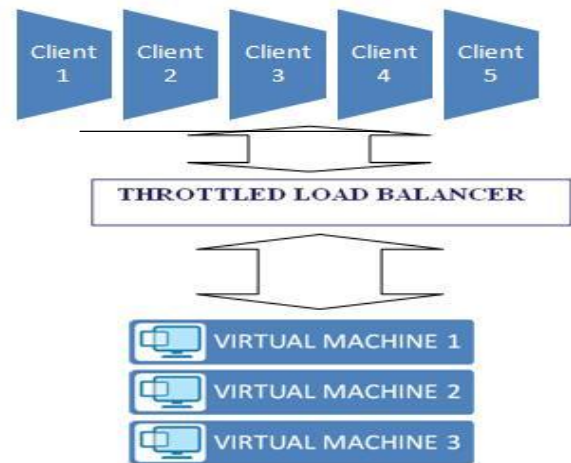 Client 1
Client 2
Client 3
Client 4
Client 5
THROTTLED LOAD BALANCER
VIRTUAL MACHINE 1
VIRTUAL MACHINE 2
VIRTUAL MACHINE 3